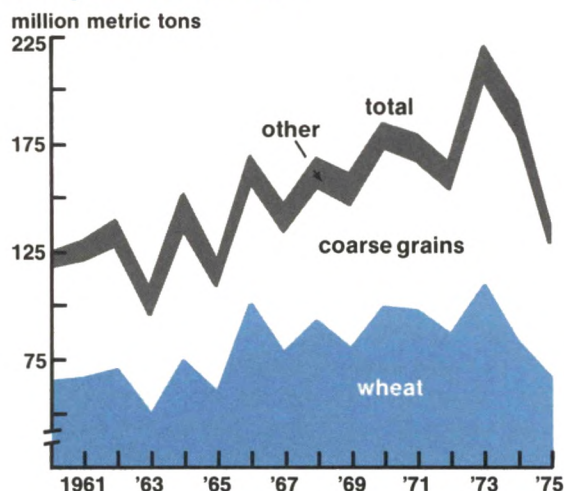 million metric tons
225
175
125
75
total
other
coarse grains
wheat
1961 '63 '65 '67 '69 '71 '73 '75